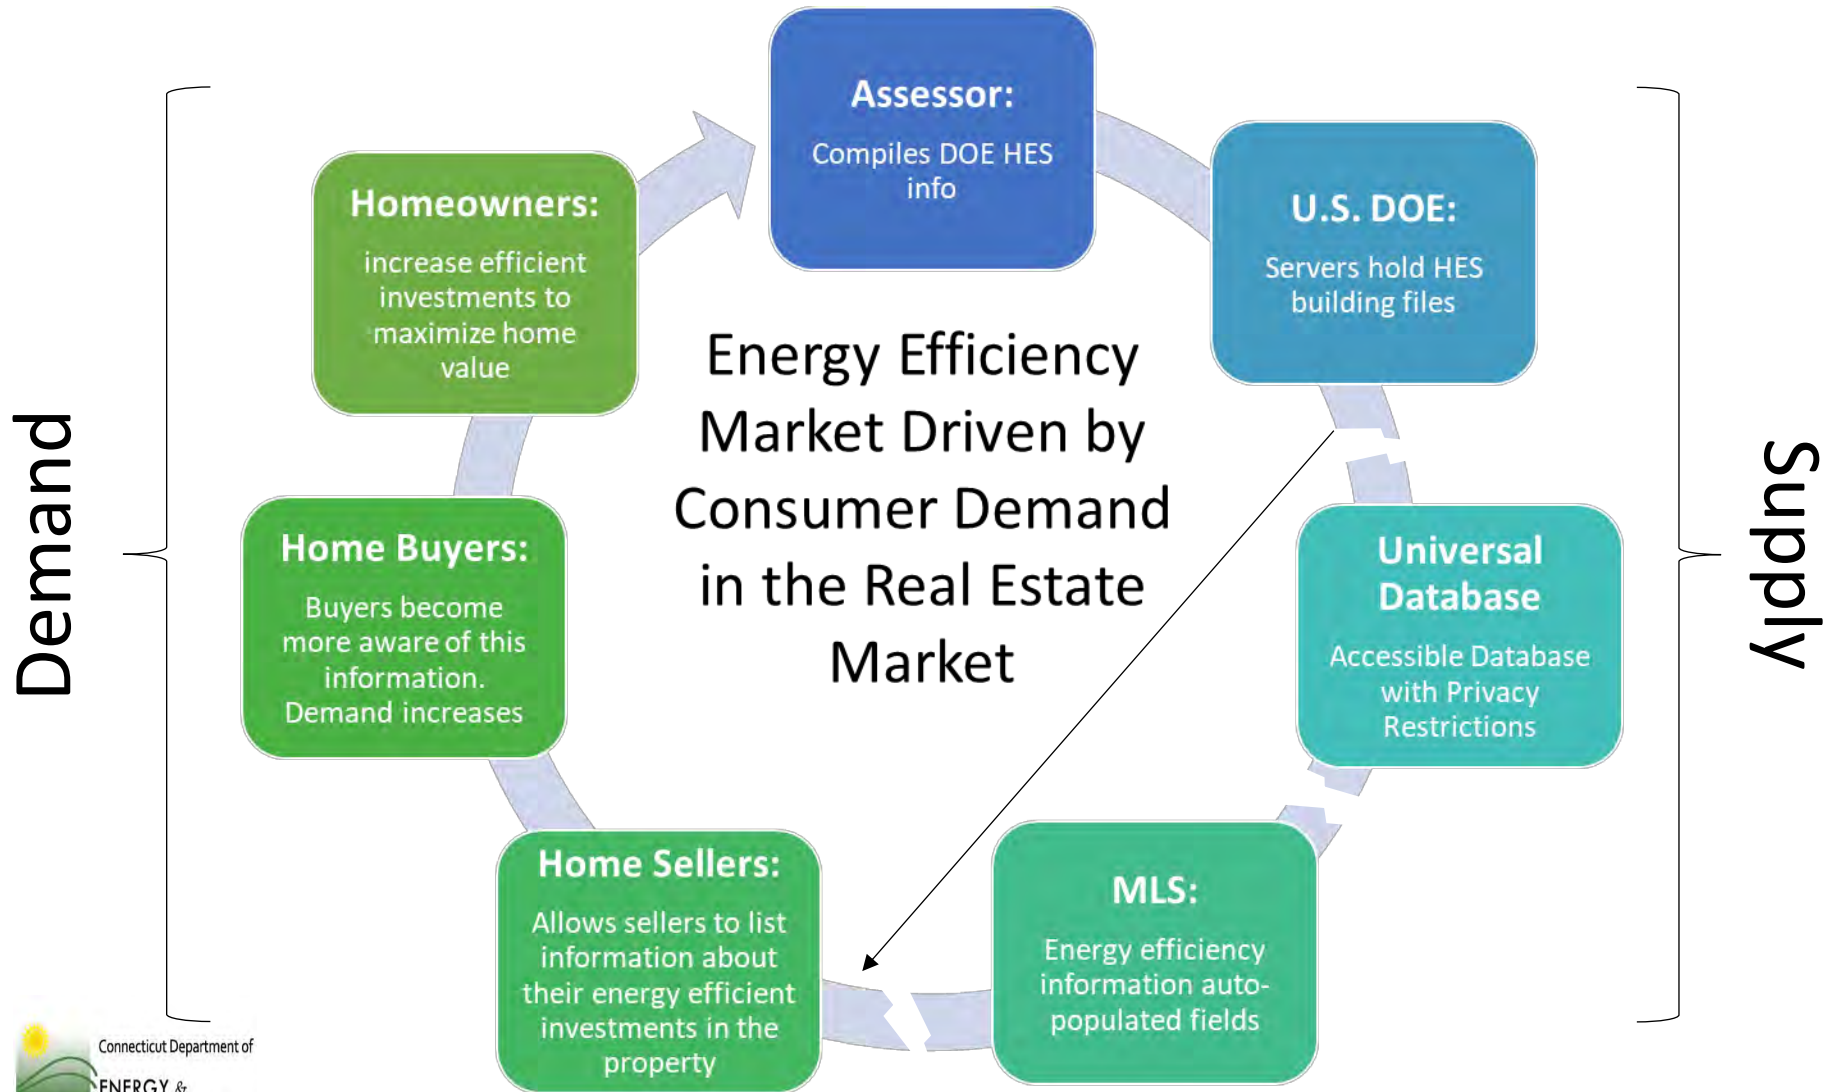 Assessor:
Compiles DOE HES
info
U.S. DOE:
Servers hold HES
building files
Universal
Database
Accessible Database
with Privacy
Restrictions
MLS:
Energy efficiency
information auto-
populated fields
Home Sellers:
Allows sellers to list
information about
their energy efficient
investments in the
property
Home Buyers:
Buyers become
more aware of this
information.
Demand increases
Homeowners:
increase efficient
investments to
maximize home
value
Energy Efficiency
Market Driven by
Consumer Demand
in the Real Estate
Market
Demand
Supply
Connecticut Department of
ENERGY &